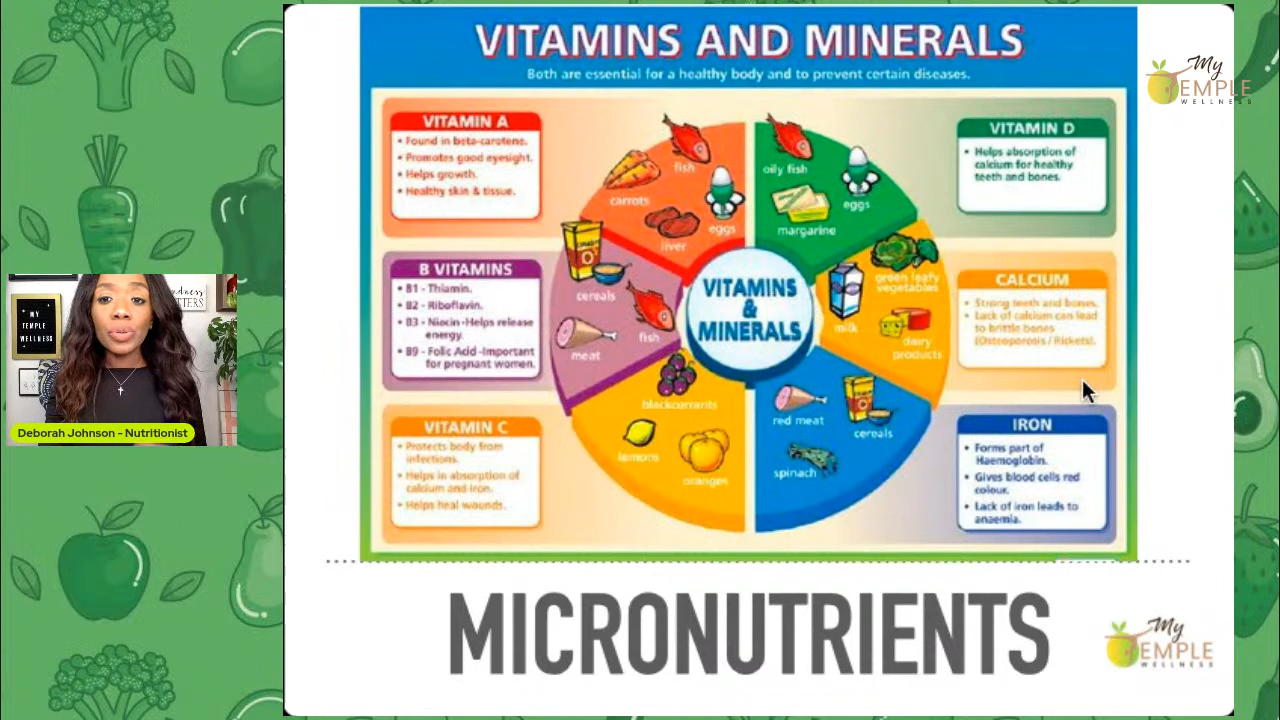 VITAMINS AND MINERALS
Both are essential for a healthy body and to prevent certain diseases.
My
TEMPLE
WELLNESS
VITAMIN A
• Found in beta-carotene.
• Promotes good eyesight.
• Helps growth.
• Healthy skin & tissue.
fish
carrots
eggs
liver
oily fish
eggs
margarine
VITAMIN D
• Helps absorption of
calcium for healthy
teeth and bones.
B VITAMINS
• B1 - Thiamin.
• B2 - Riboflavin.
• B3 - Niacin -Helps release
energy.
• B9 - Folic Acid -Important
for pregnant women.
cereals
fish
meat
VITAMINS
&
MINERALS
green leafy
vegetables
milk
dairy
products
CALCIUM
• Strong teeth and bones.
• Lack of calcium can lead
to brittle bones
(Osteoporosis / Rickets).
VITAMIN C
• Protects body from
infections.
• Helps in absorption of
calcium and iron.
• Helps heal wounds.
blackcurrants
lemons
oranges
red meat
cereals
spinach
IRON
• Forms part of
Haemoglobin.
• Gives blood cells red
colour.
• Lack of iron leads to
anaemia.
MY
TEMPLE
WELLNESS
Deborah Johnson - Nutritionist
MICRONUTRIENTS
My
TEMPLE
WELLNESS